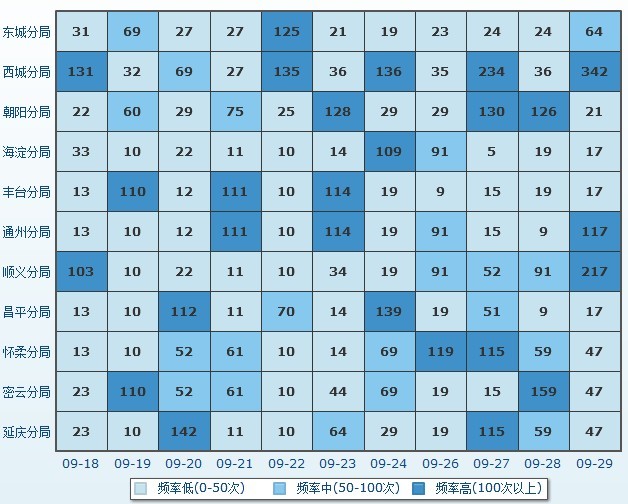 东城分局 31 69 27 27 125 21 19 23 24 24 64
西城分局 131 32 69 27 135 36 136 35 234 36 342
朝阳分局 22 60 29 75 25 128 29 29 130 126 21
海淀分局 33 10 22 11 10 14 109 91 5 19 17
丰台分局 13 110 12 111 10 114 19 9 15 19 17
通州分局 13 10 12 111 10 114 19 91 15 9 117
顺义分局 103 10 22 11 10 34 19 91 52 91 217
昌平分局 13 10 112 11 70 14 139 19 51 9 17
怀柔分局 13 10 52 61 10 14 69 119 115 59 47
密云分局 23 110 52 61 10 44 69 19 15 159 47
延庆分局 23 10 142 11 10 64 29 19 115 59 47
09-18 09-19 09-20 09-21 09-22 09-23 09-24 09-26 09-27 09-28 09-29
频率低(0-50次) 频率中(50-100次) 频率高(100次以上)